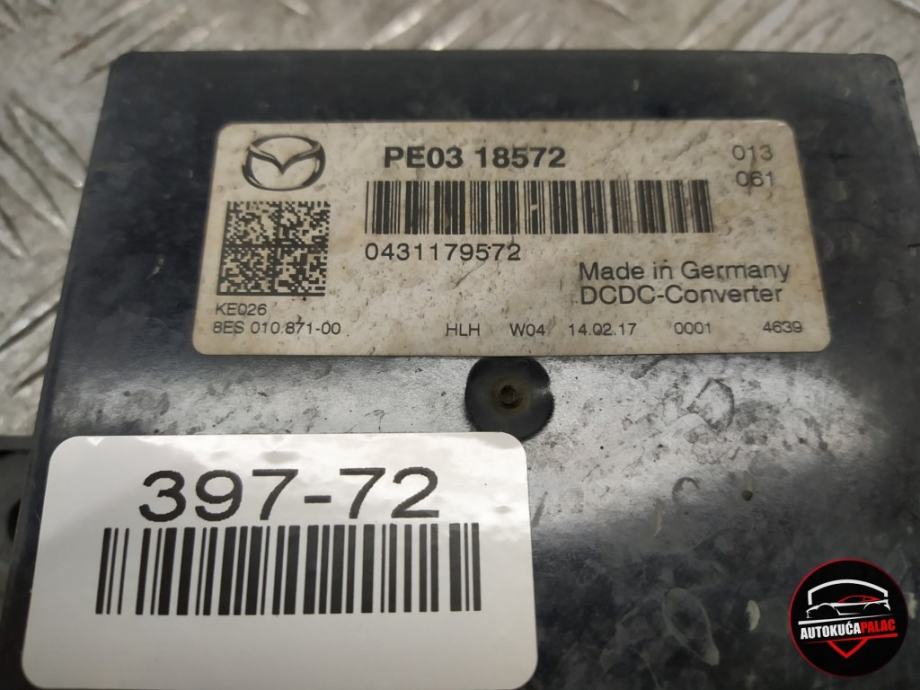 PE03 18572
013
061
0431179572
Made in Germany
DCDC-Converter
KE026
8ES 010.871-00 HLH W04 14.02.17 0001 4639
397-72
AUTOKUĆAPALAC